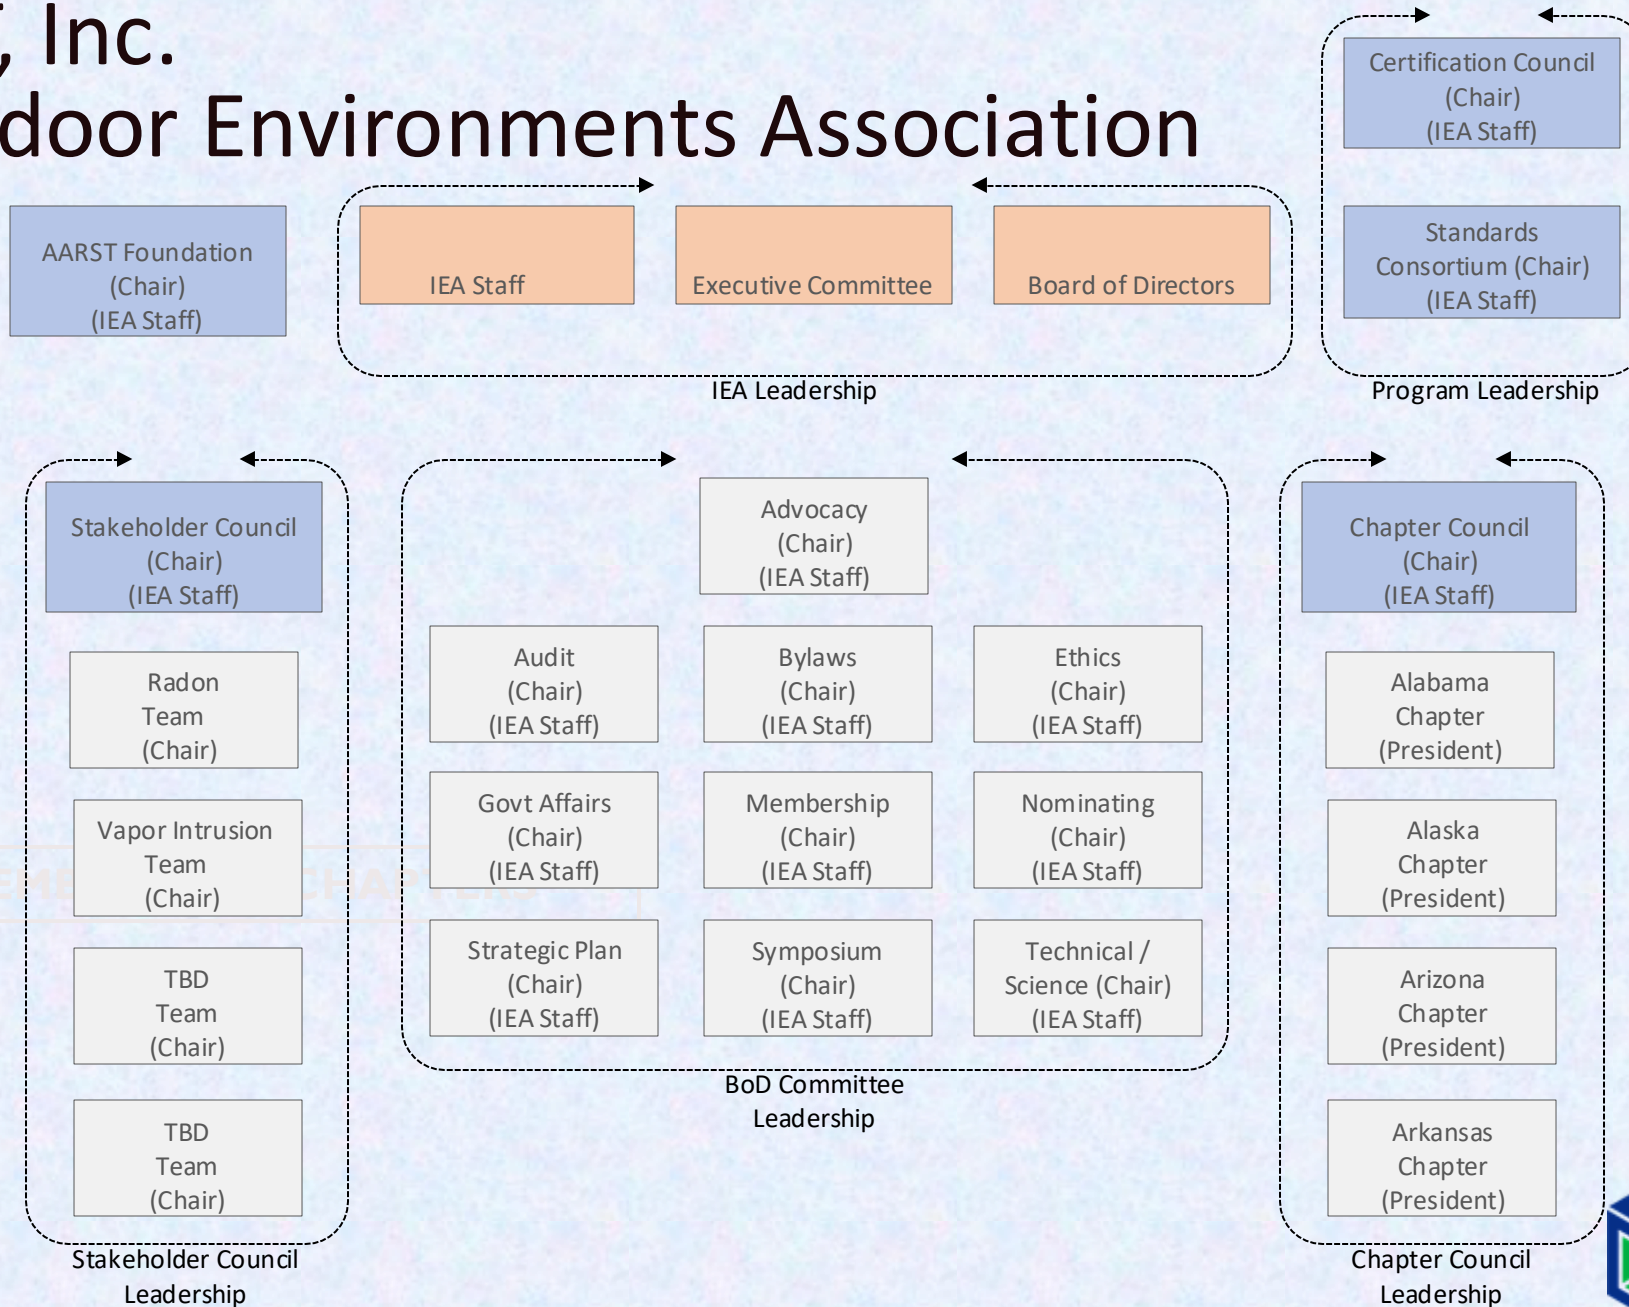 , Inc.
door Environments Association
Certification Council
(Chair)
(IEA Staff)
AARST Foundation
(Chair)
(IEA Staff)
IEA Staff
Executive Committee
Board of Directors
Standards
Consortium (Chair)
(IEA Staff)
IEA Leadership
Program Leadership
Stakeholder Council
(Chair)
(IEA Staff)
Radon
Team
(Chair)
Vapor Intrusion
Team
(Chair)
TBD
Team
(Chair)
TBD
Team
(Chair)
Stakeholder Council
Leadership
Advocacy
(Chair)
(IEA Staff)
Audit
(Chair)
(IEA Staff)
Bylaws
(Chair)
(IEA Staff)
Ethics
(Chair)
(IEA Staff)
Govt Affairs
(Chair)
(IEA Staff)
Membership
(Chair)
(IEA Staff)
Nominating
(Chair)
(IEA Staff)
Strategic Plan
(Chair)
(IEA Staff)
Symposium
(Chair)
(IEA Staff)
Technical /
Science (Chair)
(IEA Staff)
BoD Committee
Leadership
Chapter Council
(Chair)
(IEA Staff)
Alabama
Chapter
(President)
Alaska
Chapter
(President)
Arizona
Chapter
(President)
Arkansas
Chapter
(President)
Chapter Council
Leadership